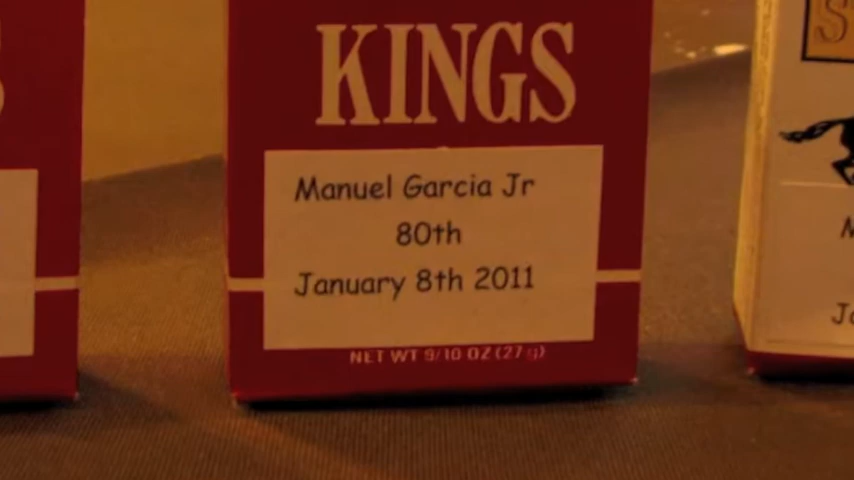 KINGS
Manuel Garcia Jr
80th
January 8th 2011
NET WT 9/10 OZ (27 g)